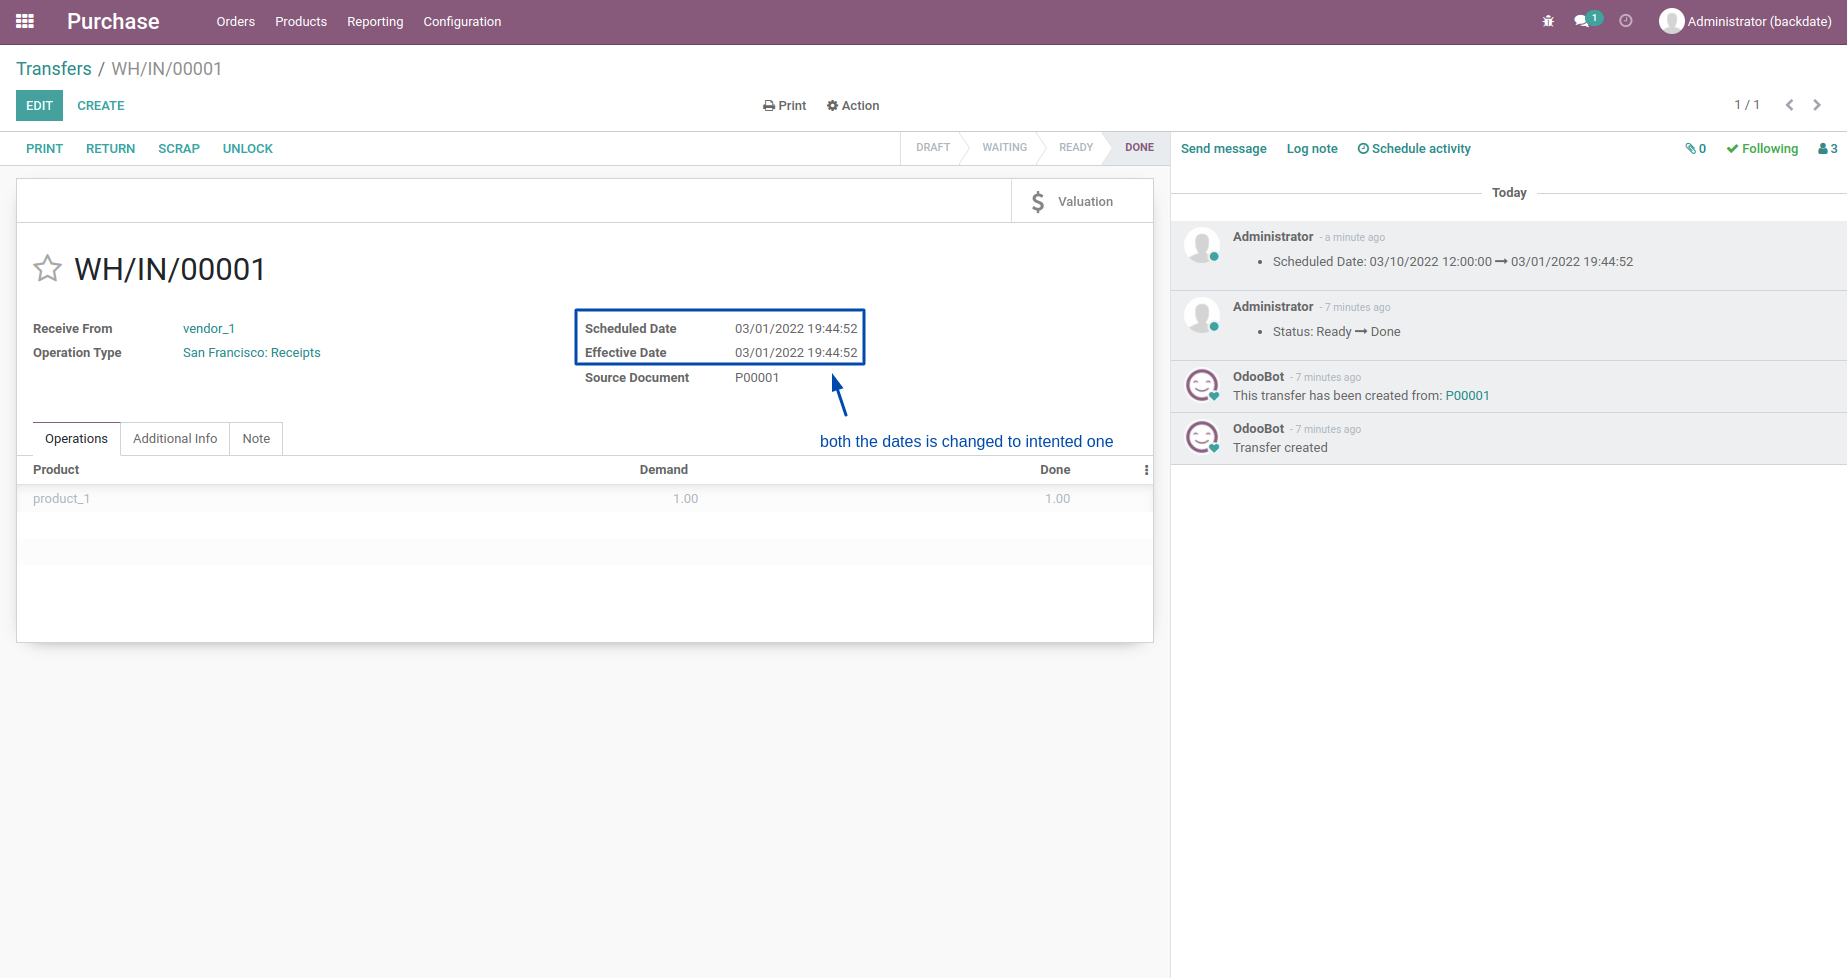 Purchase Orders Products Reporting Configuration 1 Administrator (backdate)
Transfers / WH/IN/00001
EDIT CREATE Print Action 1 / 1
PRINT RETURN SCRAP UNLOCK DRAFT WAITING READY DONE
$ Valuation
WH/IN/00001
Receive From vendor_1
Operation Type San Francisco: Receipts
Scheduled Date 03/01/2022 19:44:52
Effective Date 03/01/2022 19:44:52
Source Document P00001
both the dates is changed to intented one
Operations Additional Info Note
Product Demand Done
product_1 1.00 1.00
Send message Log note Schedule activity 0 Following 3
Today
Administrator - a minute ago
• Scheduled Date: 03/10/2022 12:00:00 → 03/01/2022 19:44:52
Administrator - 7 minutes ago
• Status: Ready → Done
OdooBot - 7 minutes ago
This transfer has been created from: P00001
OdooBot - 7 minutes ago
Transfer created